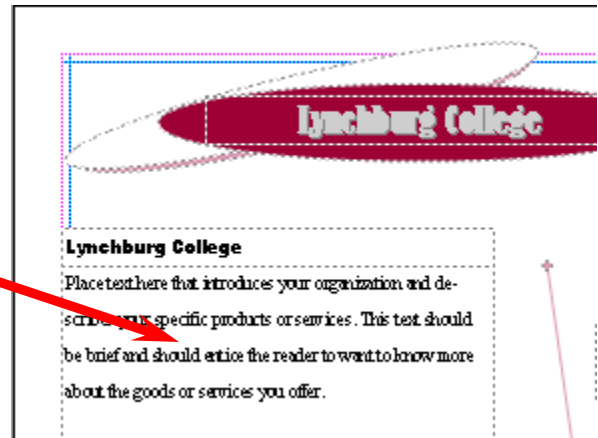 Lynchburg College
Lynchburg College
Place text here that introduces your organization and de-
scribes your specific products or services. This text should
be brief and should entice the reader to want to know more
about the goods or services you offer.